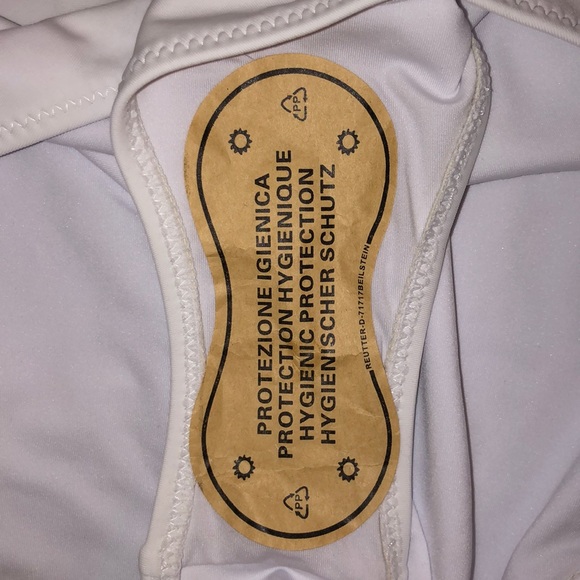 PP
PROTEZIONE IGIENICA
PROTECTION HYGIENIQUE
HYGIENIC PROTECTION
HYGIENISCHER SCHUTZ
REUTTER-D-71717BEILSTEIN
PP